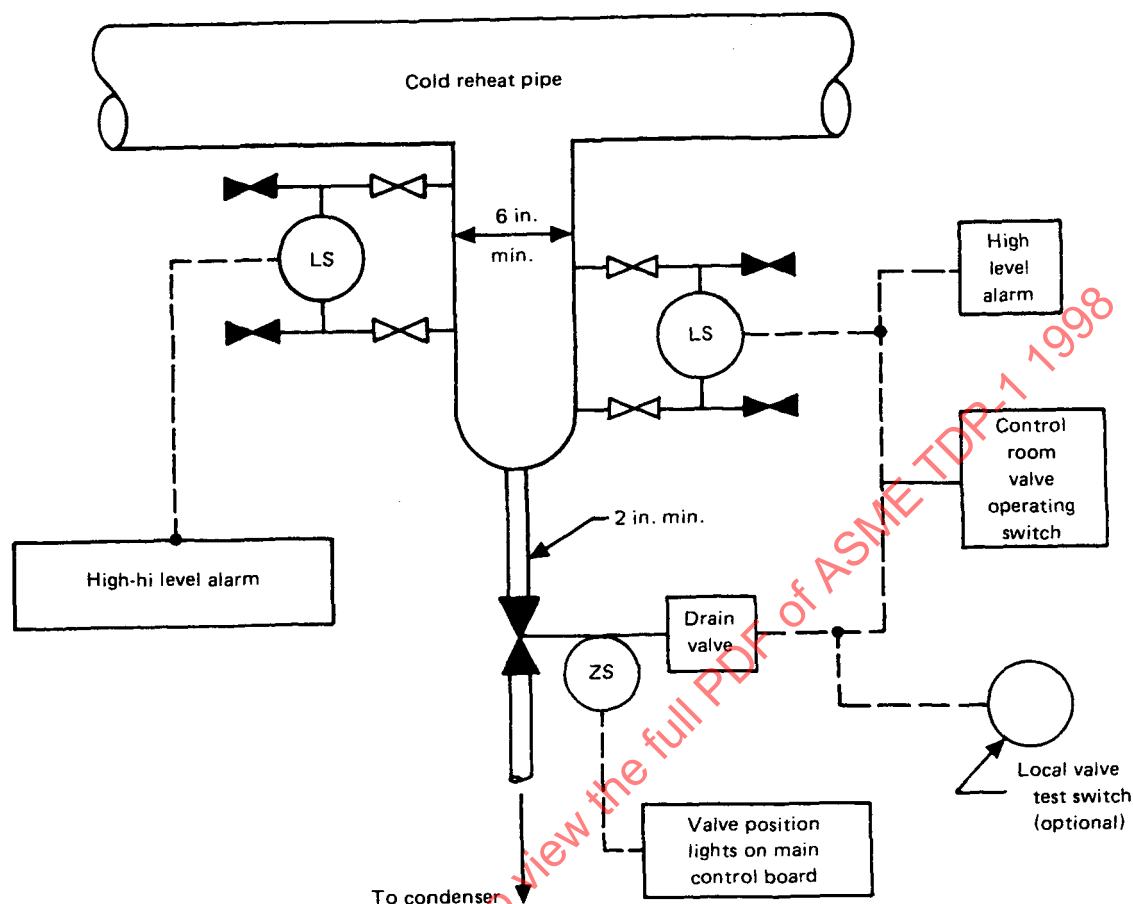 Cold reheat pipe
6 in.
min.
LS
LS
High
level
alarm
Control
room
valve
operating
switch
2 in. min.
High-hi level alarm
Drain
valve
ZS
Local valve
test switch
(optional)
Valve position
lights on main
control board
To condenser
view the full PDF of ASME TDP-1 1998